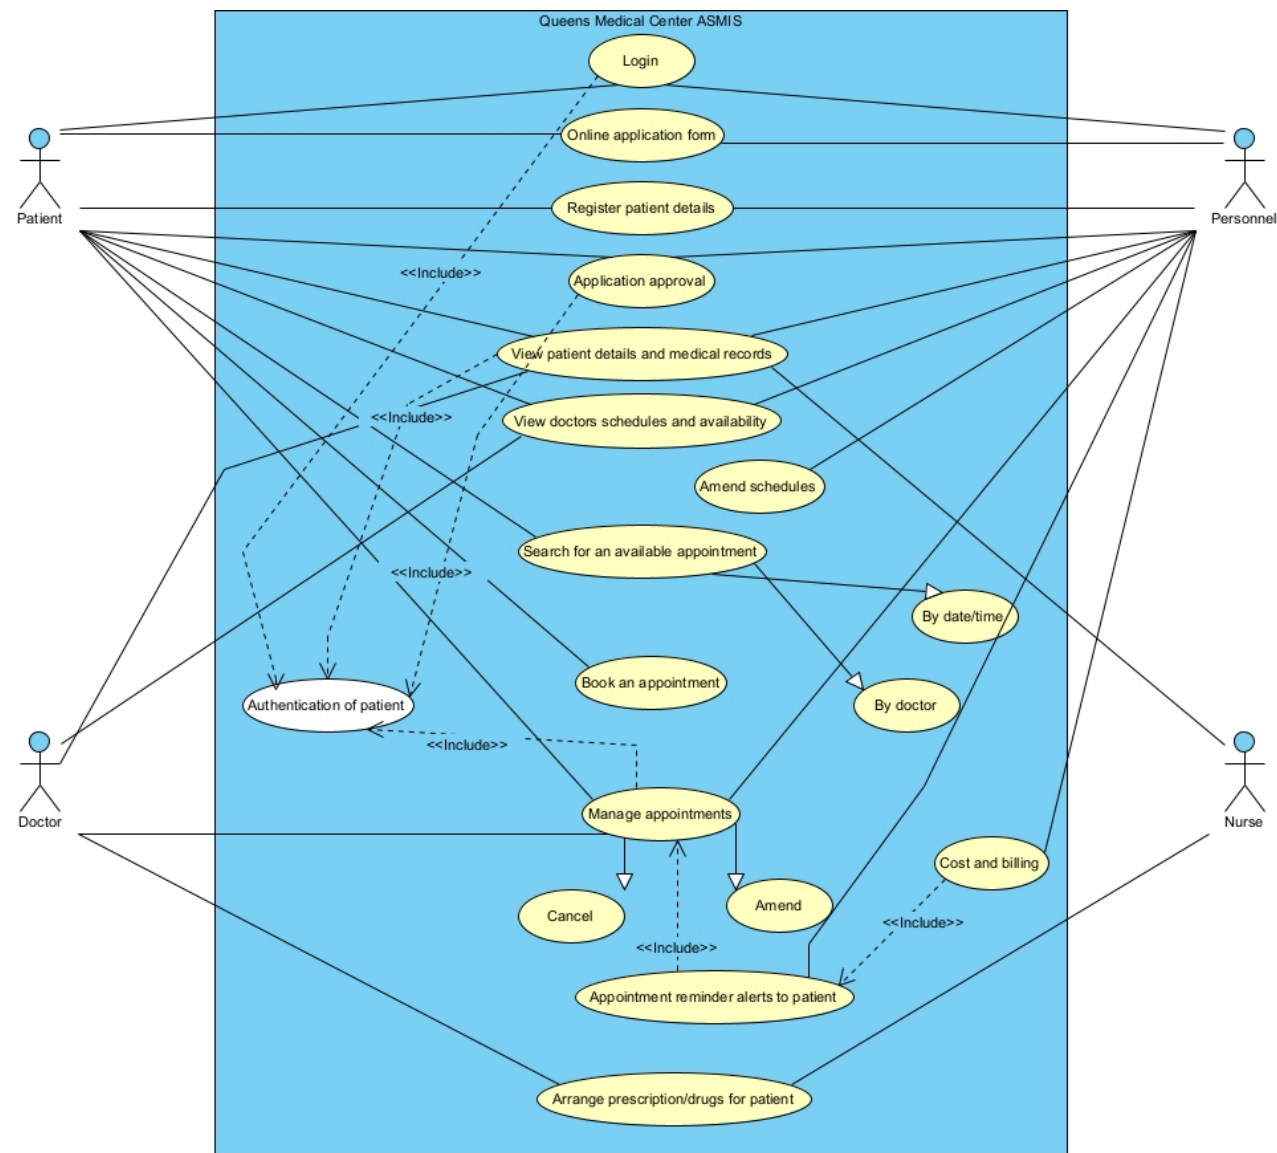 Queens Medical Center ASMIS
Login
Online application form
Patient
Register patient details
Personnel
<<Include>>
Application approval
View patient details and medical records
<<Include>>
View doctors schedules and availability
Amend schedules
Search for an available appointment
<<Include>>
By date/time
Book an appointment
Authentication of patient
By doctor
<<Include>>
Manage appointments
Doctor
Nurse
Cost and billing
Cancel
Amend
<<Include>>
<<Include>>
Appointment reminder alerts to patient
Arrange prescription/drugs for patient